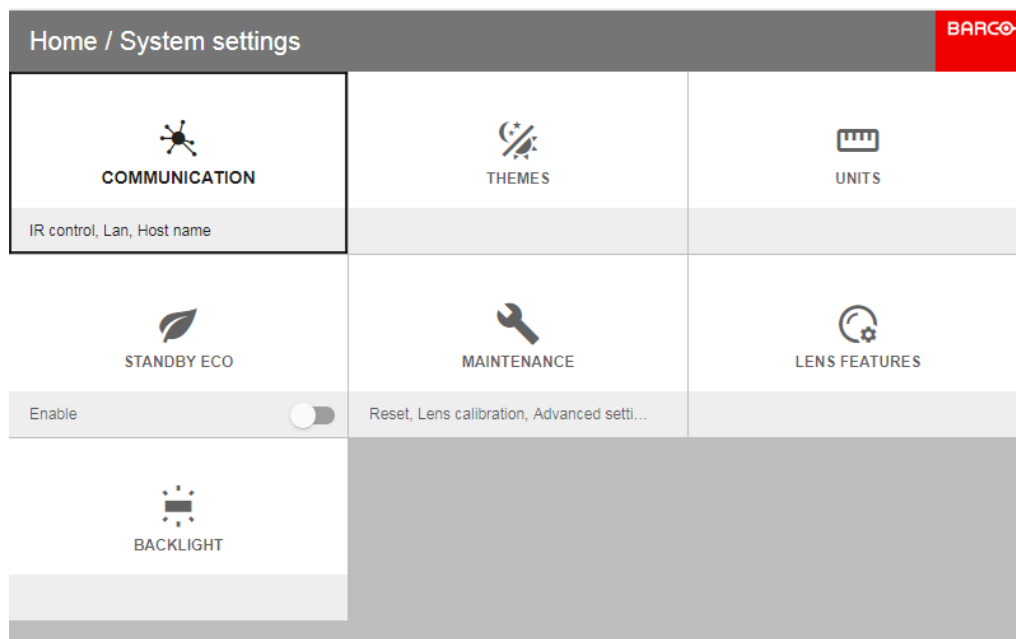 Home / System settings
BARCO
COMMUNICATION
THEMES
UNITS
IR control, Lan, Host name
STANDBY ECO
MAINTENANCE
LENS FEATURES
Enable
Reset, Lens calibration, Advanced setti...
BACKLIGHT